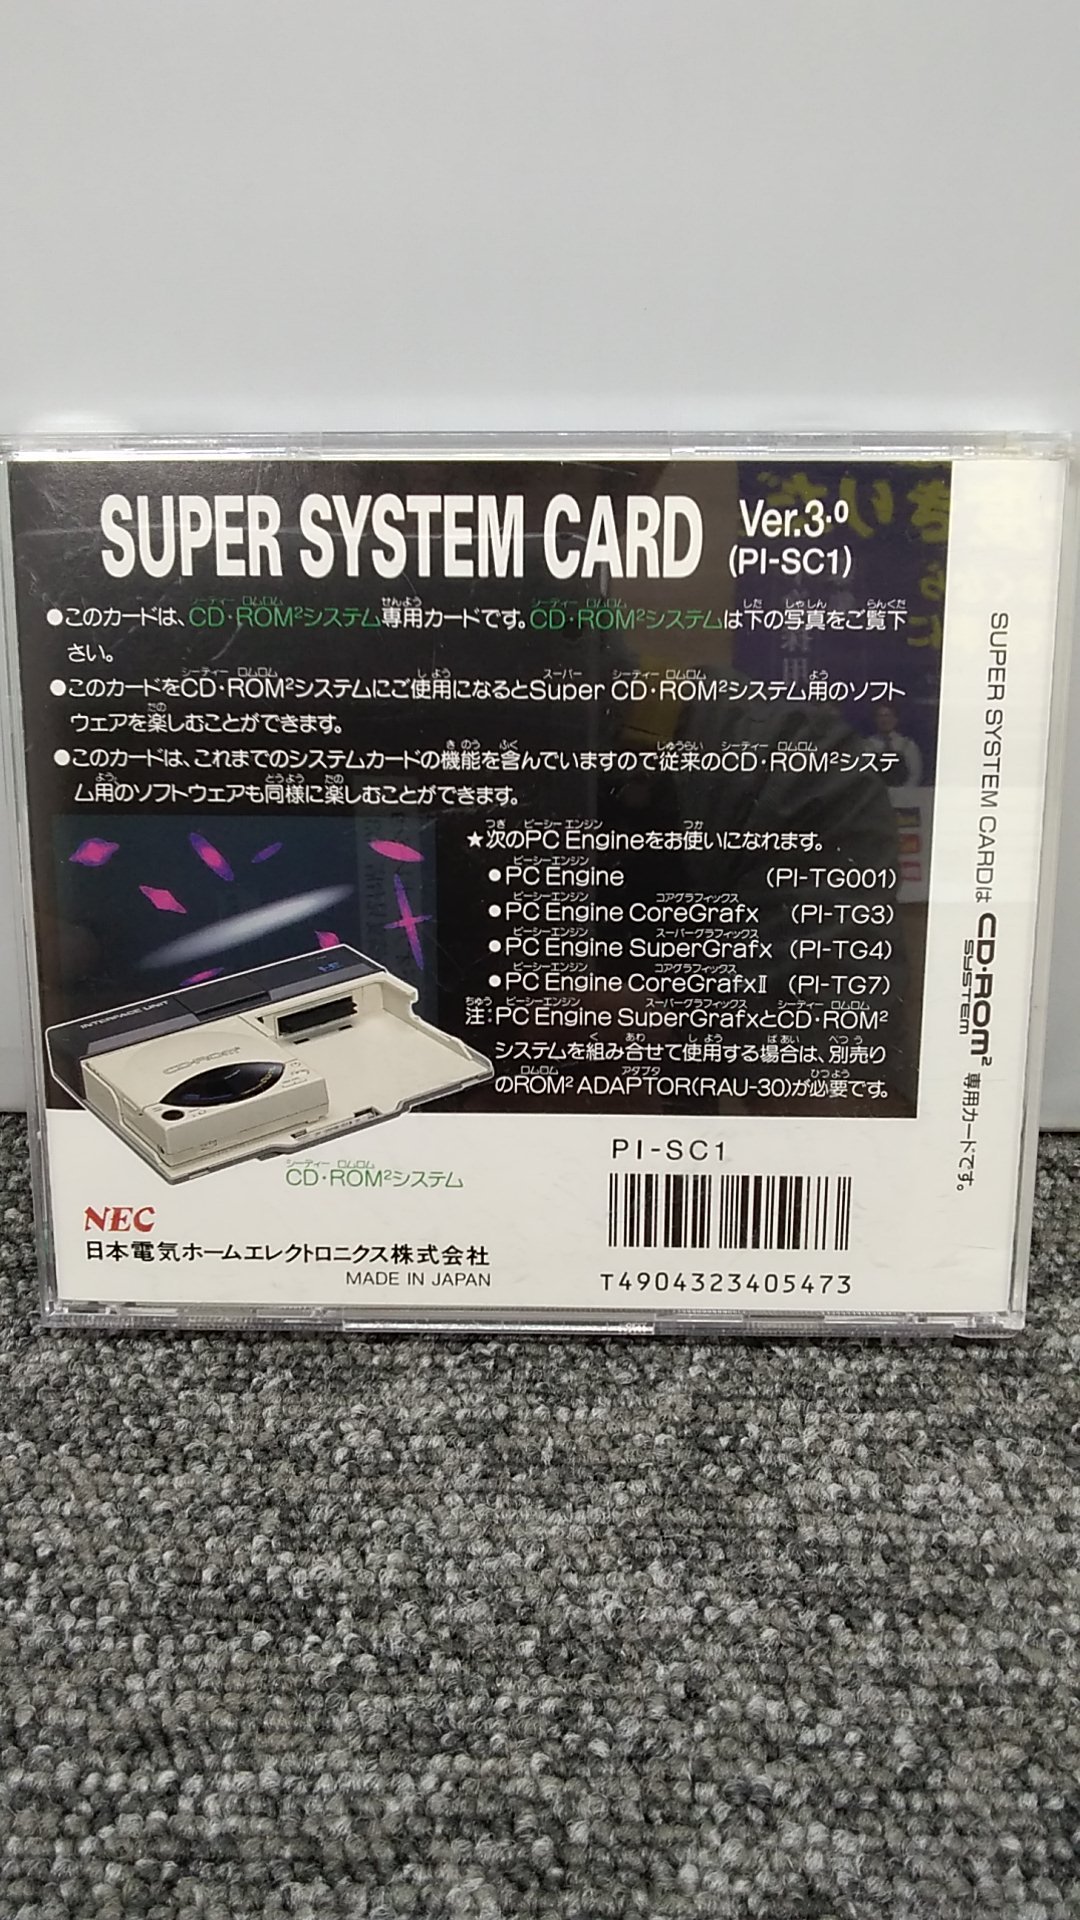 SUPER SYSTEM CARD Ver.3.0
(PI-SC1)
●このカードは、CD・ROM²システム専用カードです。CD・ROM²システムは下の写真をご覧下
さい。
●このカードをCD・ROM²システムにご使用になるとSuper CD・ROM²システム用のソフト
ウェアを楽しむことができます。
●このカードは、これまでのシステムカードの機能を含んでいますので従来のCD・ROM²システ
ム用のソフトウェアも同様に楽しむことができます。
★次のPC Engineをお使いになれます。
●PC Engine (PI-TG001)
●PC Engine CoreGrafx (PI-TG3)
●PC Engine SuperGrafx (PI-TG4)
●PC Engine CoreGrafxⅡ (PI-TG7)
注:PC Engine SuperGrafxとCD・ROM²
システムを組み合せて使用する場合は、別売り
のROM² ADAPTOR(RAU-30)が必要です。
INTERFACE UNIT
CD・ROM²
CD・ROM²システム
NEC
日本電気ホームエレクトロニクス株式会社
MADE IN JAPAN
PI-SC1
T4904323405473
SUPER SYSTEM CARDは CD・ROM² SYSTEM 専用カードです。